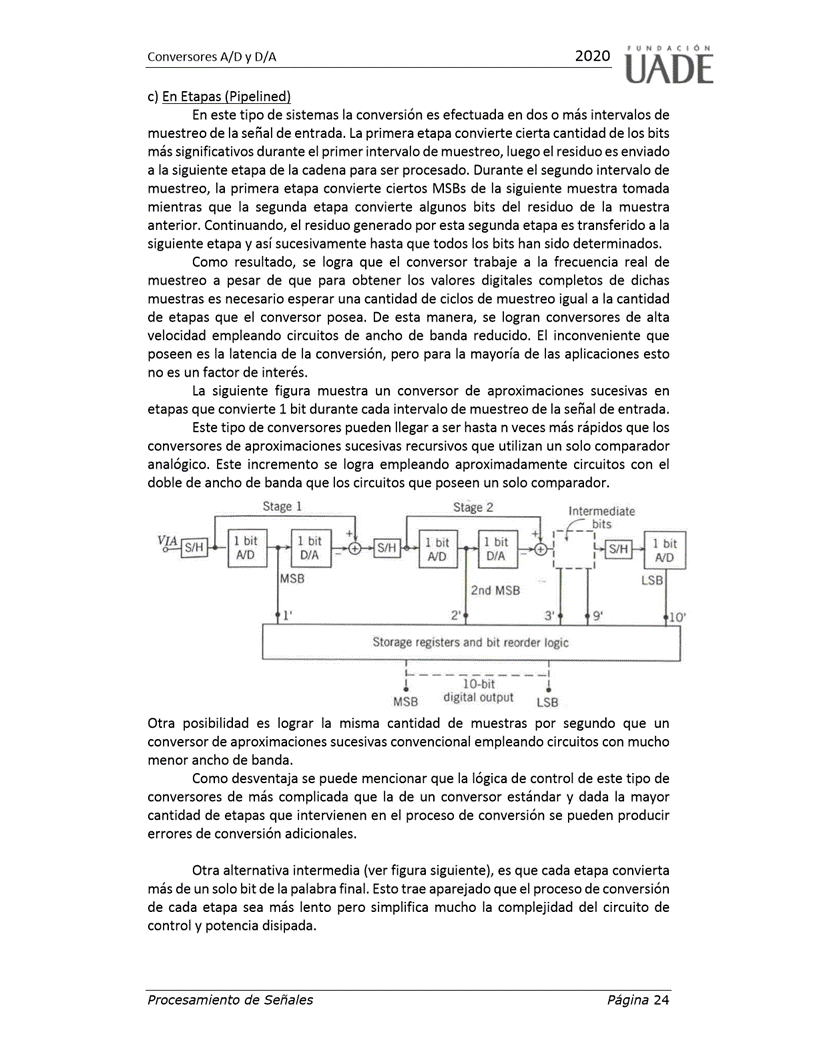 Conversores A/D y D/A 2020 FUNDACIÓN
UADE
c) En Etapas (Pipelined)
En este tipo de sistemas la conversión es efectuada en dos o más intervalos de
muestreo de la señal de entrada. La primera etapa convierte cierta cantidad de los bits
más significativos durante el primer intervalo de muestreo, luego el residuo es enviado
a la siguiente etapa de la cadena para ser procesado. Durante el segundo intervalo de
muestreo, la primera etapa convierte ciertos MSBs de la siguiente muestra tomada
mientras que la segunda etapa convierte algunos bits del residuo de la muestra
anterior. Continuando, el residuo generado por esta segunda etapa es transferido a la
siguiente etapa y así sucesivamente hasta que todos los bits han sido determinados.
Como resultado, se logra que el conversor trabaje a la frecuencia real de
muestreo a pesar de que para obtener los valores digitales completos de dichas
muestras es necesario esperar una cantidad de ciclos de muestreo igual a la cantidad
de etapas que el conversor posea. De esta manera, se logran conversores de alta
velocidad empleando circuitos de ancho de banda reducido. El inconveniente que
poseen es la latencia de la conversión, pero para la mayoría de las aplicaciones esto
no es un factor de interés.
La siguiente figura muestra un conversor de aproximaciones sucesivas en
etapas que convierte 1 bit durante cada intervalo de muestreo de la señal de entrada.
Este tipo de conversores pueden llegar a ser hasta n veces más rápidos que los
conversores de aproximaciones sucesivas recursivos que utilizan un solo comparador
analógico. Este incremento se logra empleando aproximadamente circuitos con el
doble de ancho de banda que los circuitos que poseen un solo comparador.
Stage 1 Stage 2 Intermediate
bits
VIA S/H 1 bit 1 bit + S/H 1 bit 1 bit + S/H 1 bit
A/D D/A + − A/D D/A − + A/D
MSB 2nd MSB LSB
1' 2' 3' 9' 10'
Storage registers and bit reorder logic
10-bit
MSB digital output LSB
Otra posibilidad es lograr la misma cantidad de muestras por segundo que un
conversor de aproximaciones sucesivas convencional empleando circuitos con mucho
menor ancho de banda.
Como desventaja se puede mencionar que la lógica de control de este tipo de
conversores de más complicada que la de un conversor estándar y dada la mayor
cantidad de etapas que intervienen en el proceso de conversión se pueden producir
errores de conversión adicionales.
Otra alternativa intermedia (ver figura siguiente), es que cada etapa convierta
más de un solo bit de la palabra final. Esto trae aparejado que el proceso de conversión
de cada etapa sea más lento pero simplifica mucho la complejidad del circuito de
control y potencia disipada.
Procesamiento de Señales Página 24